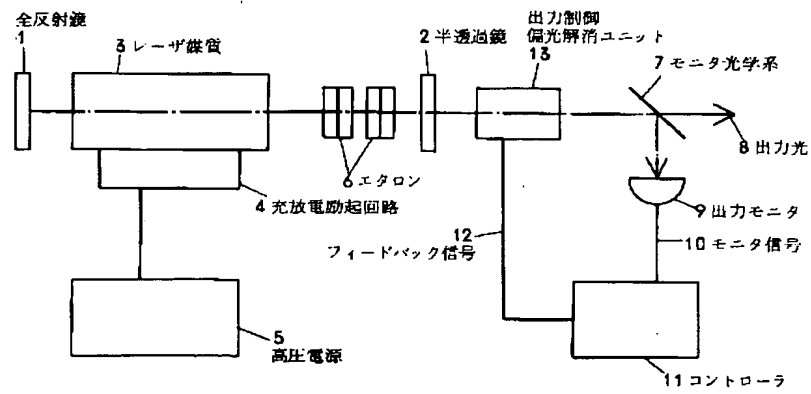 全反射鏡
1
3 レーザ媒質
2 半透過鏡
出力制御
偏光解消ユニット
13
7 モニタ光学系
8 出力光
6 エタロン
4 充放電励起回路
9 出力モニタ
12
フィードバック信号
10 モニタ信号
5
高圧電源
11 コントローラ